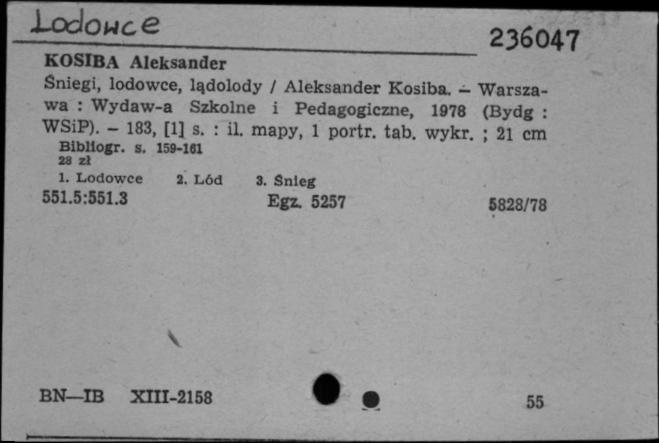 Lodowce
236047
KOSIBA Aleksander
Śniegi, lodowce, lądolody / Aleksander Kosiba. — Warsza-
wa : Wydaw-a Szkolne i Pedagogiczne, 1978 (Bydg :
WSiP). — 183, [1] s. : il. mapy, 1 portr. tab. wykr. ; 21 cm
Bibliogr. s. 159-161
28 zł
1. Lodowce 2. Lód 3. Śnieg
551.5:551.3 Egz. 5257 5828/78
BN—IB XIII-2158 55